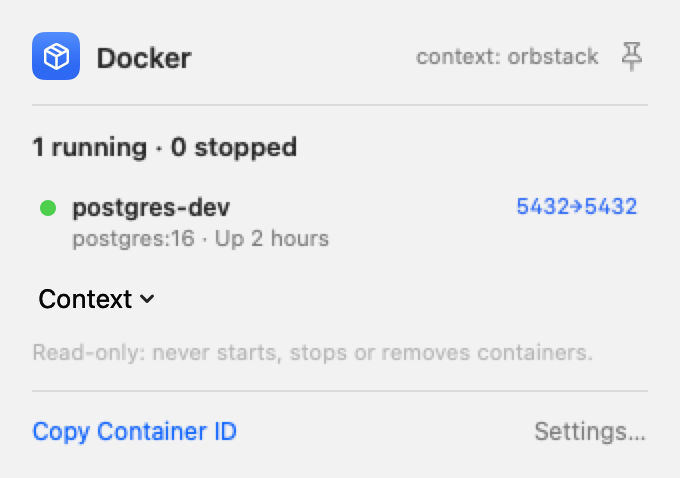 Docker context: orbstack
1 running · 0 stopped
postgres-dev 5432→5432
postgres:16 · Up 2 hours
Context
Read-only: never starts, stops or removes containers.
Copy Container ID Settings...